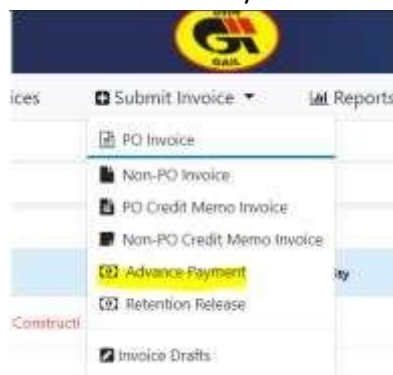 GAIL
ices Submit Invoice Reports
PO Invoice
Non-PO Invoice
PO Credit Memo Invoice
Non-PO Credit Memo Invoice
Advance Payment ity
Retention Release
Constructi
Invoice Drafts